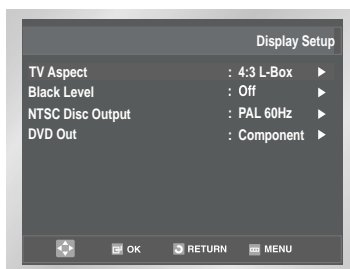 Display Setup
TV Aspect : 4:3 L-Box ►
Black Level : Off ►
NTSC Disc Output : PAL 60Hz ►
DVD Out : Component ►
OK RETURN MENU